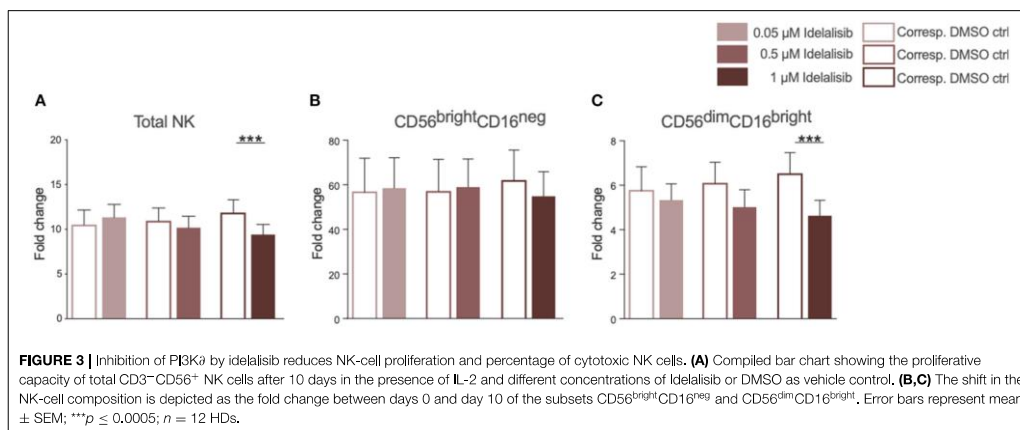 0.05 µM Idelalisib Corresp. DMSO ctrl
0.5 µM Idelalisib Corresp. DMSO ctrl
1 µM Idelalisib Corresp. DMSO ctrl
A
Total NK
20
15
10
5
0
Fold change
***
B
CD56brightCD16neg
80
60
40
20
0
Fold change
C
CD56dimCD16bright
8
6
4
2
0
Fold change
***
FIGURE 3 | Inhibition of PI3K∂ by idelalisib reduces NK-cell proliferation and percentage of cytotoxic NK cells. (A) Compiled bar chart showing the proliferative
capacity of total CD3−CD56+ NK cells after 10 days in the presence of IL-2 and different concentrations of Idelalisib or DMSO as vehicle control. (B,C) The shift in the
NK-cell composition is depicted as the fold change between days 0 and day 10 of the subsets CD56brightCD16neg and CD56dimCD16bright. Error bars represent mean
± SEM; ***p ≤ 0.0005; n = 12 HDs.